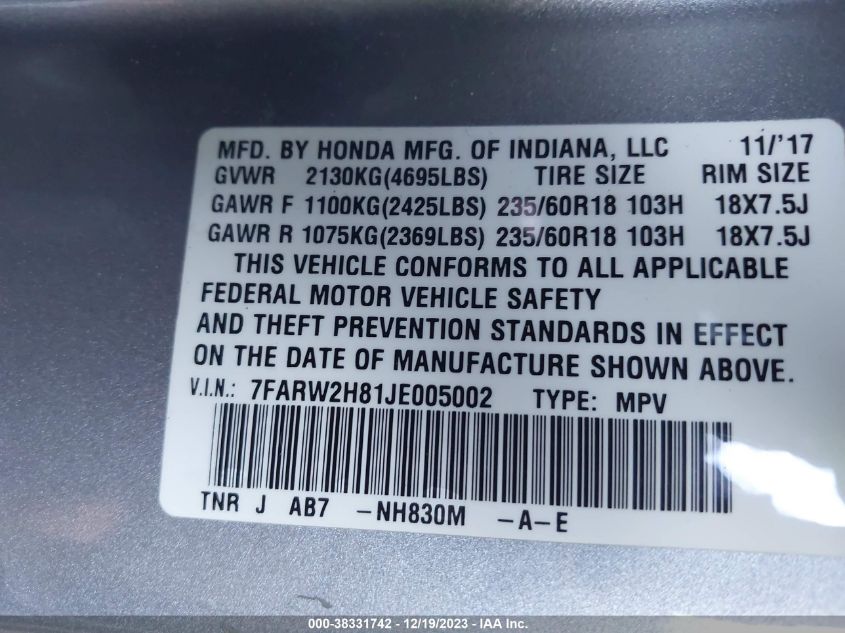 MFD. BY HONDA MFG. OF INDIANA, LLC 11/'17
GVWR 2130KG(4695LBS) TIRE SIZE RIM SIZE
GAWR F 1100KG(2425LBS) 235/60R18 103H 18X7.5J
GAWR R 1075KG(2369LBS) 235/60R18 103H 18X7.5J
THIS VEHICLE CONFORMS TO ALL APPLICABLE
FEDERAL MOTOR VEHICLE SAFETY
AND THEFT PREVENTION STANDARDS IN EFFECT
ON THE DATE OF MANUFACTURE SHOWN ABOVE.
V.I.N.: 7FARW2H81JE005002 TYPE: MPV
TNR J AB7 -NH830M -A-E
000-38331742 - 12/19/2023 - IAA Inc.